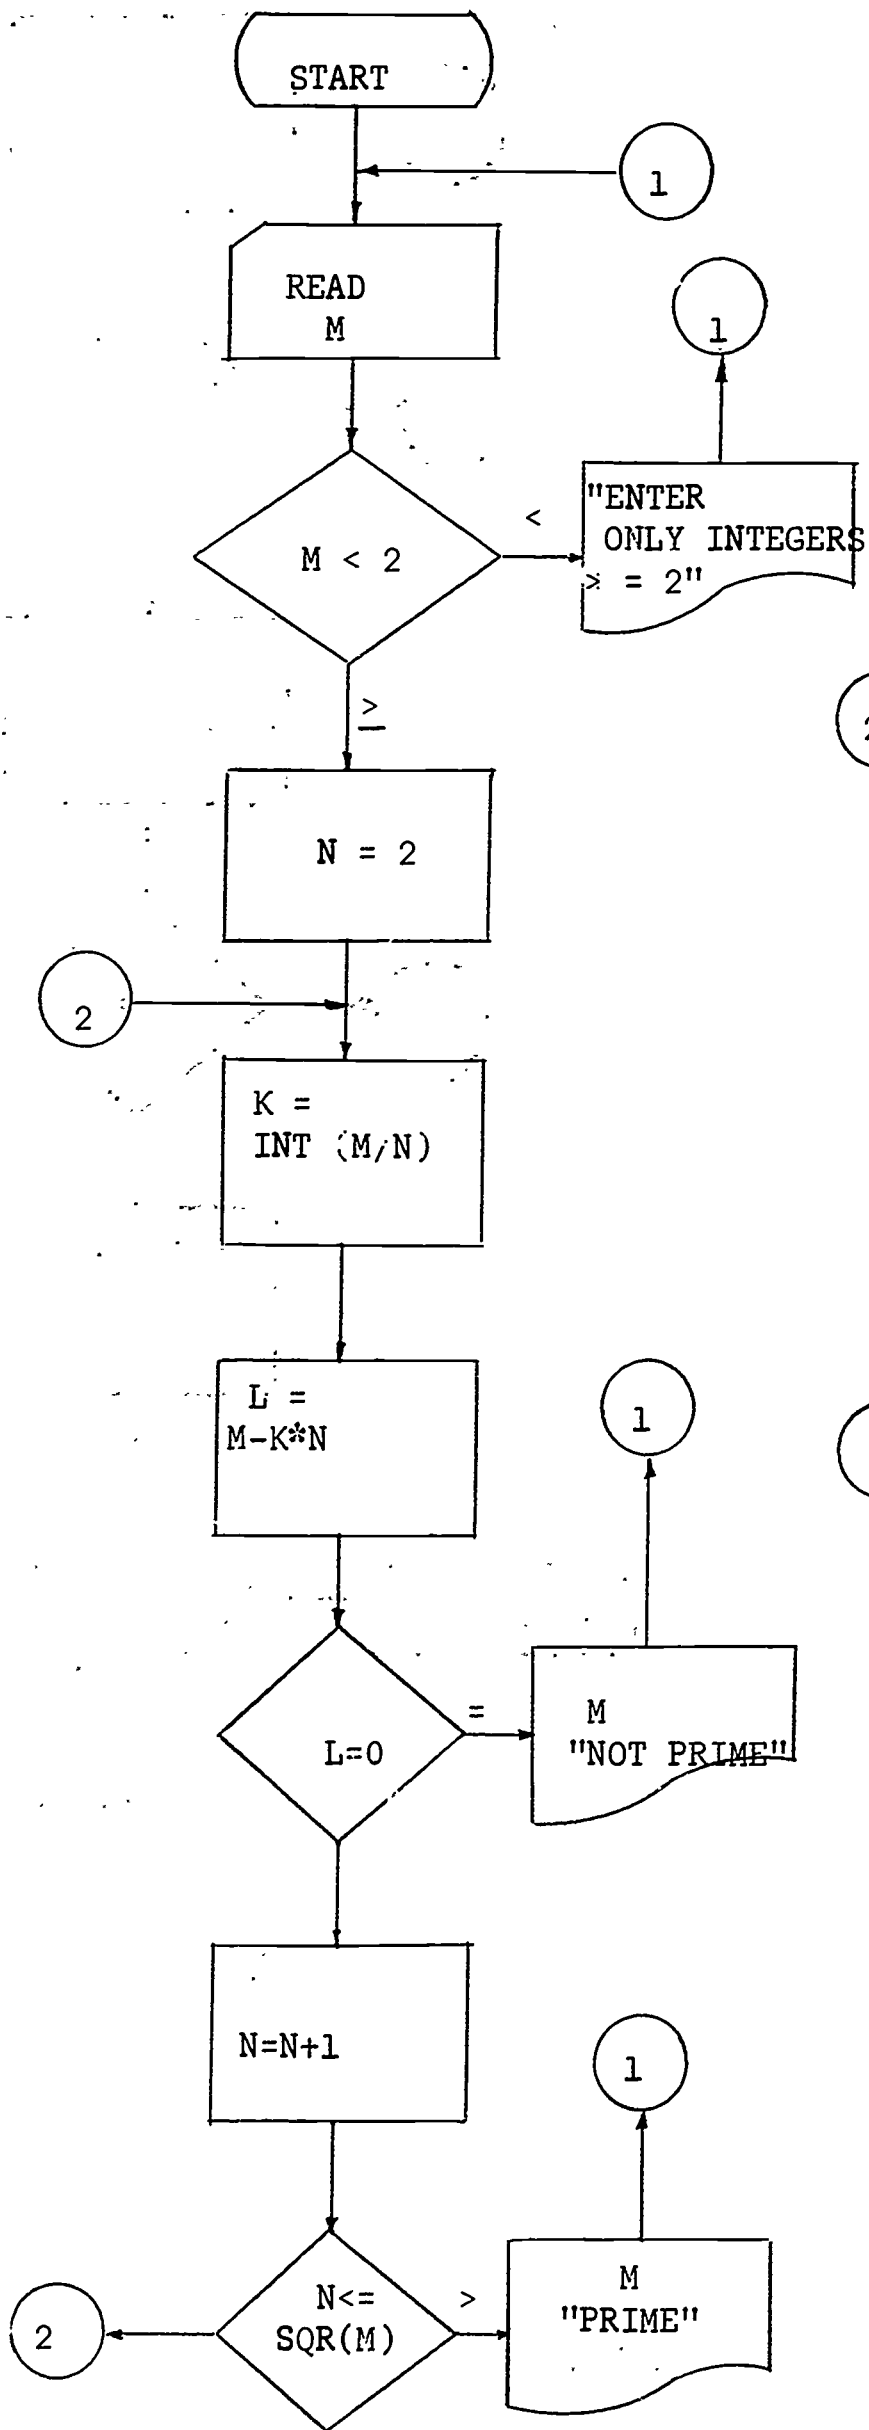 START
1
READ
M
1
"ENTER
ONLY INTEGERS
> = 2"
<
M < 2
≥
N = 2
2
K =
INT (M/N)
L =
M-K*N
1
=
L=0
M
"NOT PRIME"
N=N+1
1
N<=
SQR(M)
>
M
"PRIME"
2